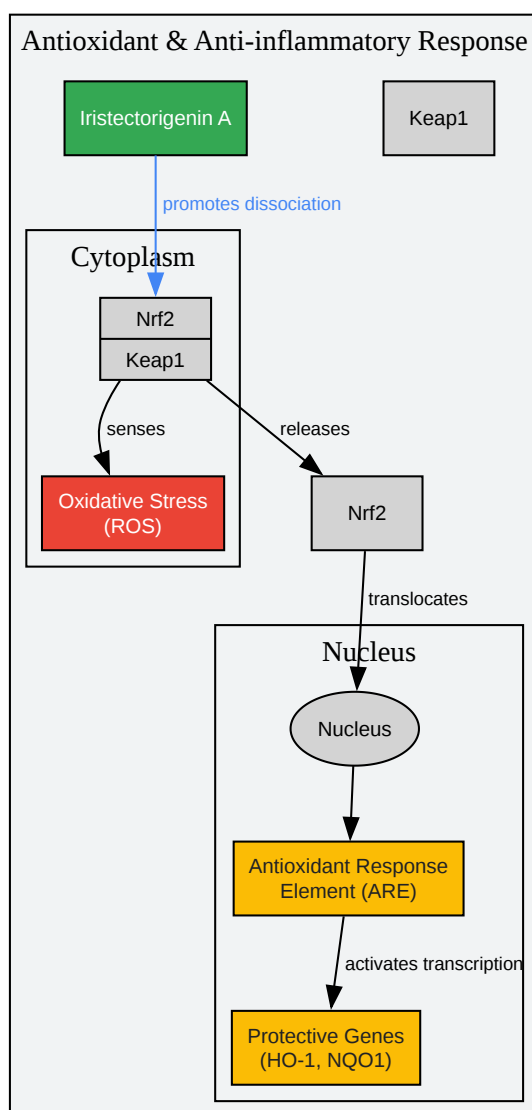 Antioxidant & Anti-inflammatory Response
Iristectorigenin A
Keap1
promotes dissociation
Cytoplasm
Nrf2
Keap1
senses
releases
Oxidative Stress
(ROS)
Nrf2
translocates
Nucleus
Nucleus
Antioxidant Response
Element (ARE)
activates transcription
Protective Genes
(HO-1, NQO1)